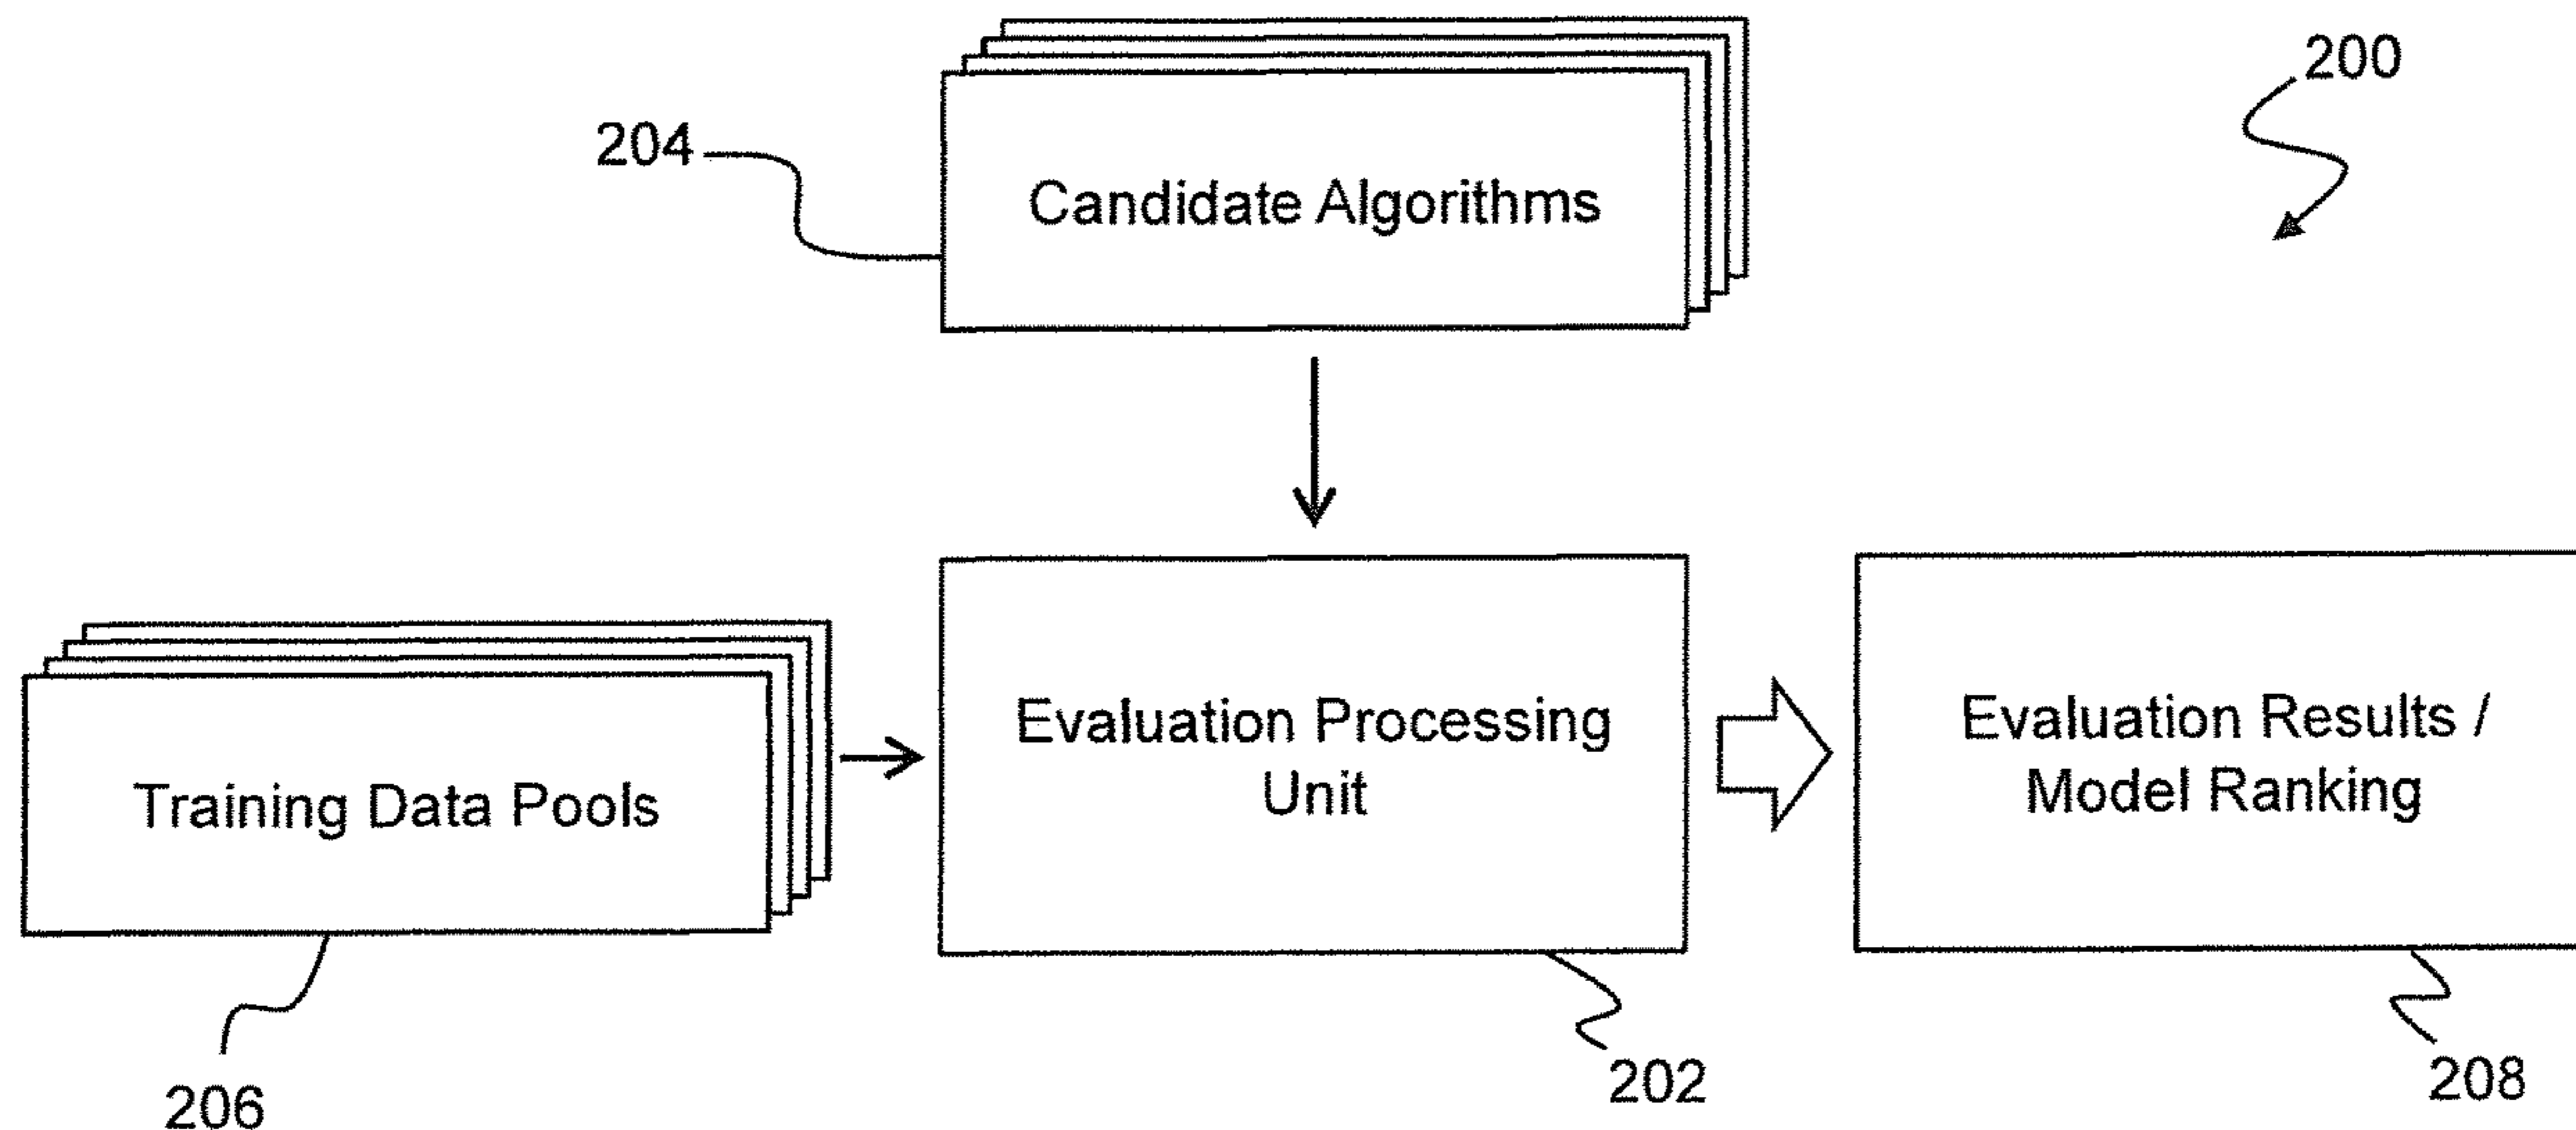 200
204
Candidate Algorithms
Evaluation Processing
Unit
Evaluation Results /
Model Ranking
Training Data Pools
206
202
208